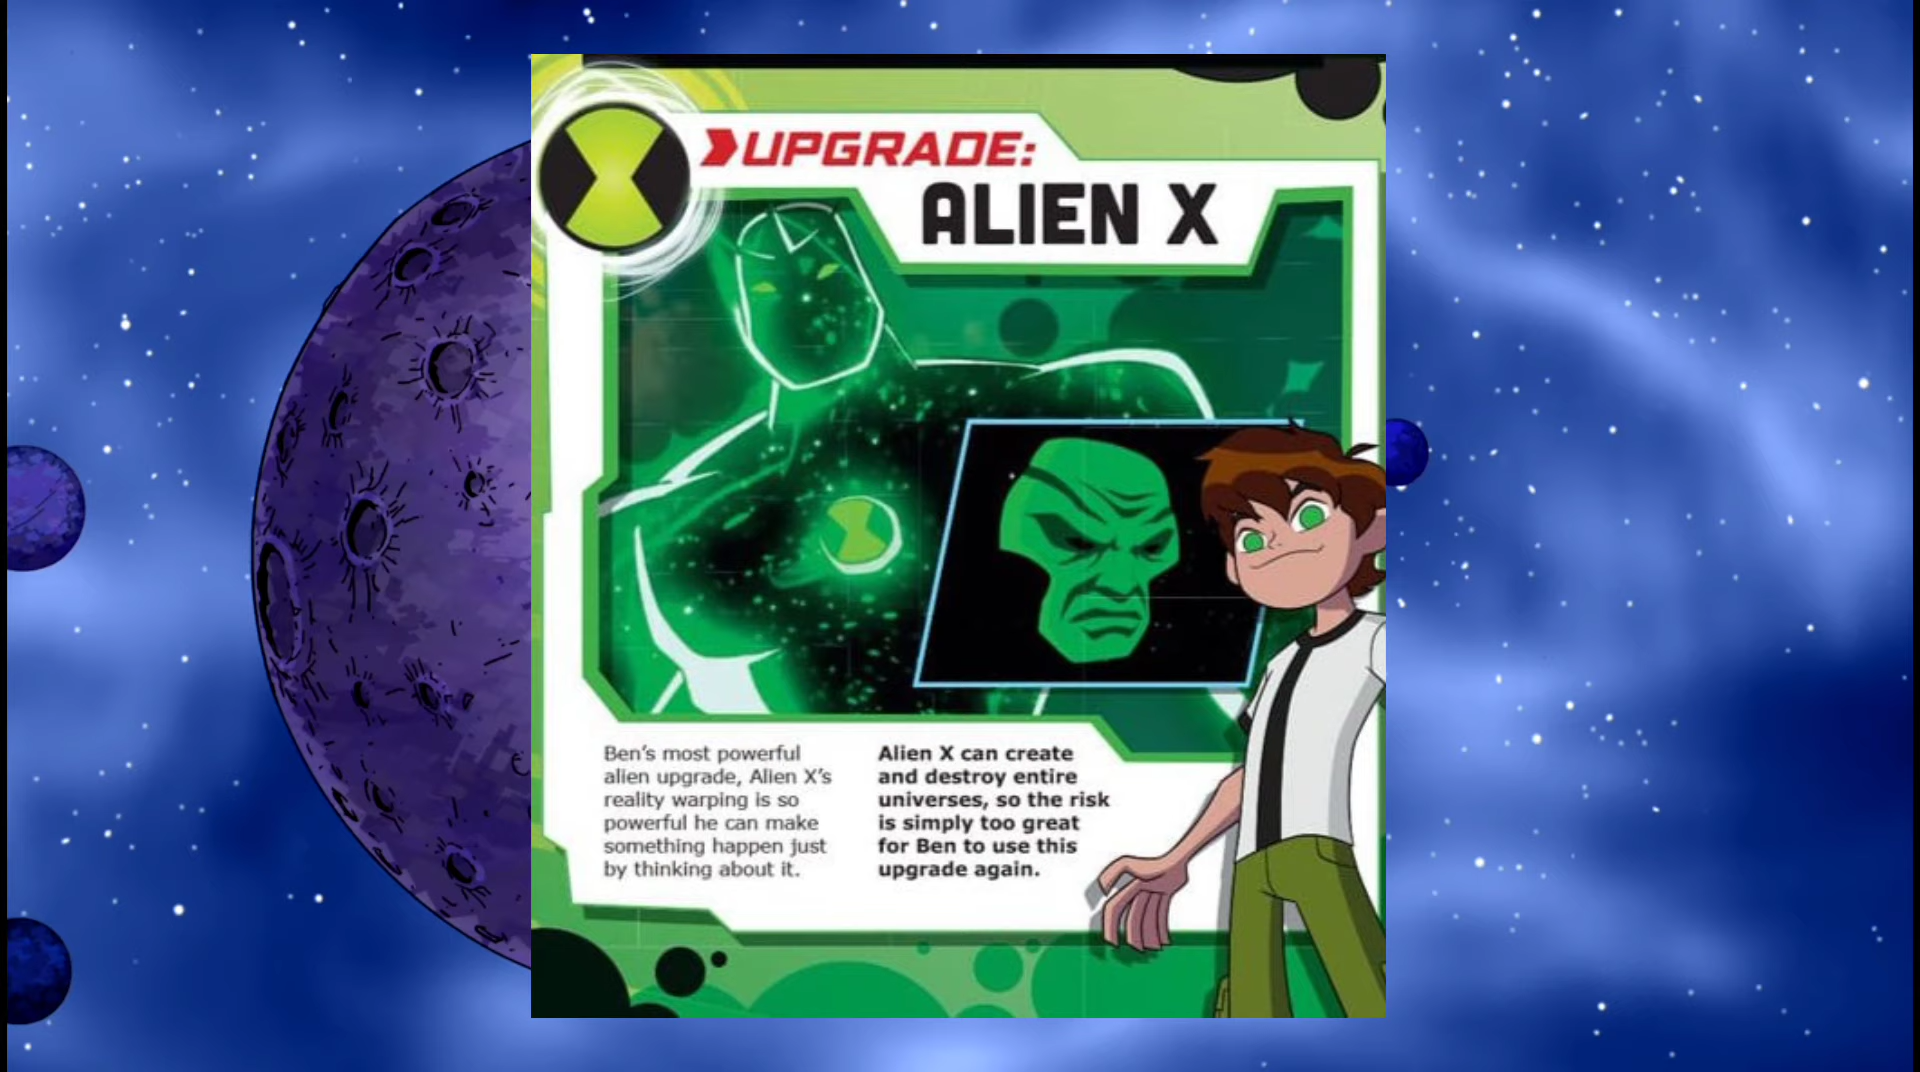 UPGRADE:
ALIEN X
Ben's most powerful
alien upgrade, Alien X's
reality warping is so
powerful he can make
something happen just
by thinking about it.
Alien X can create
and destroy entire
universes, so the risk
is simply too great
for Ben to use this
upgrade again.